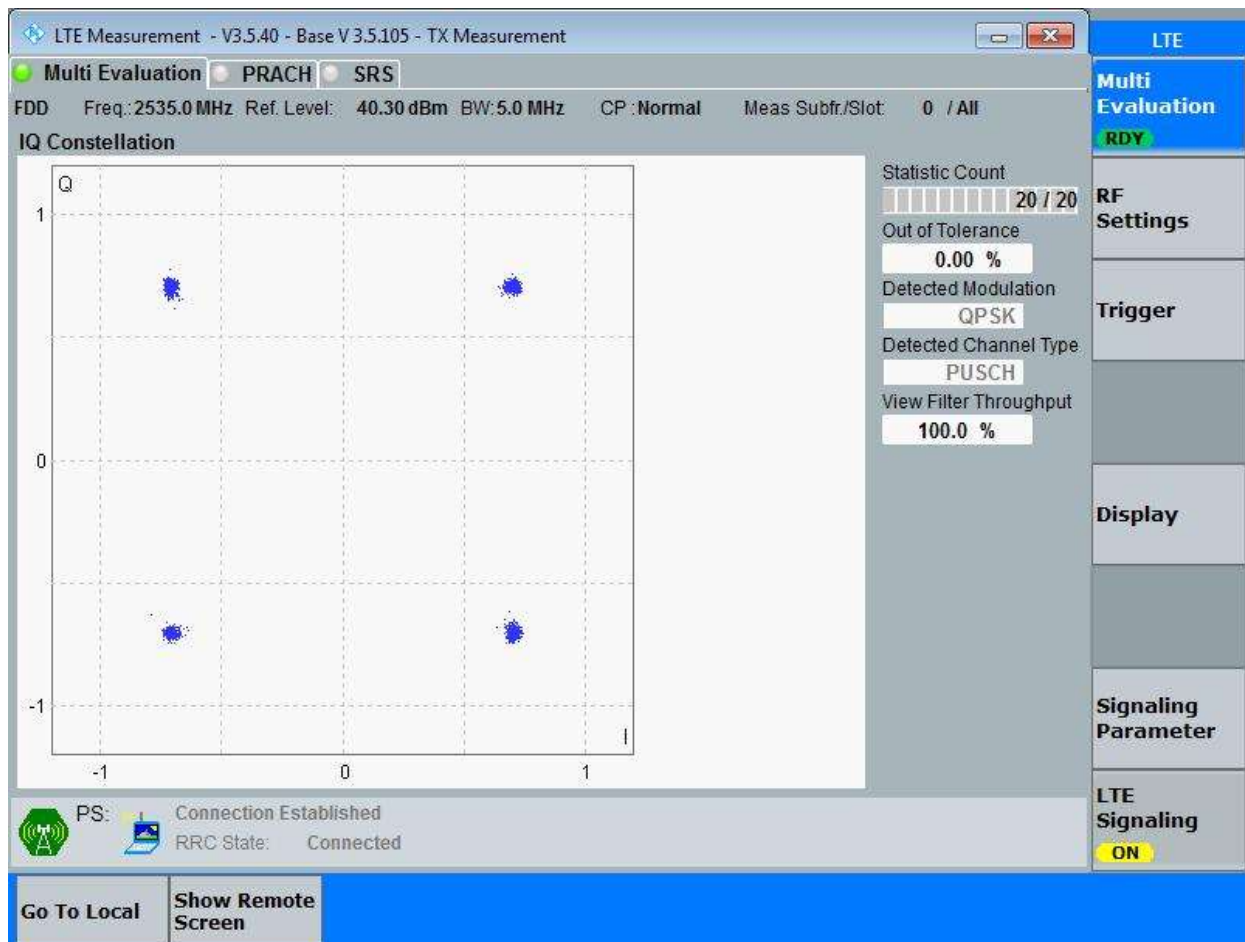 LTE Measurement - V3.5.40 - Base V 3.5.105 - TX Measurement
LTE
Multi Evaluation PRACH SRS
Multi
Evaluation
RDY
FDD Freq.: 2535.0 MHz Ref. Level: 40.30 dBm BW: 5.0 MHz CP : Normal Meas Subfr./Slot: 0 / All
IQ Constellation
Q
1
0
-1
I
-1 0 1
Statistic Count
20 / 20
Out of Tolerance
0.00 %
Detected Modulation
QPSK
Detected Channel Type
PUSCH
View Filter Throughput
100.0 %
RF
Settings
Trigger
Display
Signaling
Parameter
LTE
Signaling
ON
PS: Connection Established
RRC State: Connected
Go To Local
Show Remote
Screen